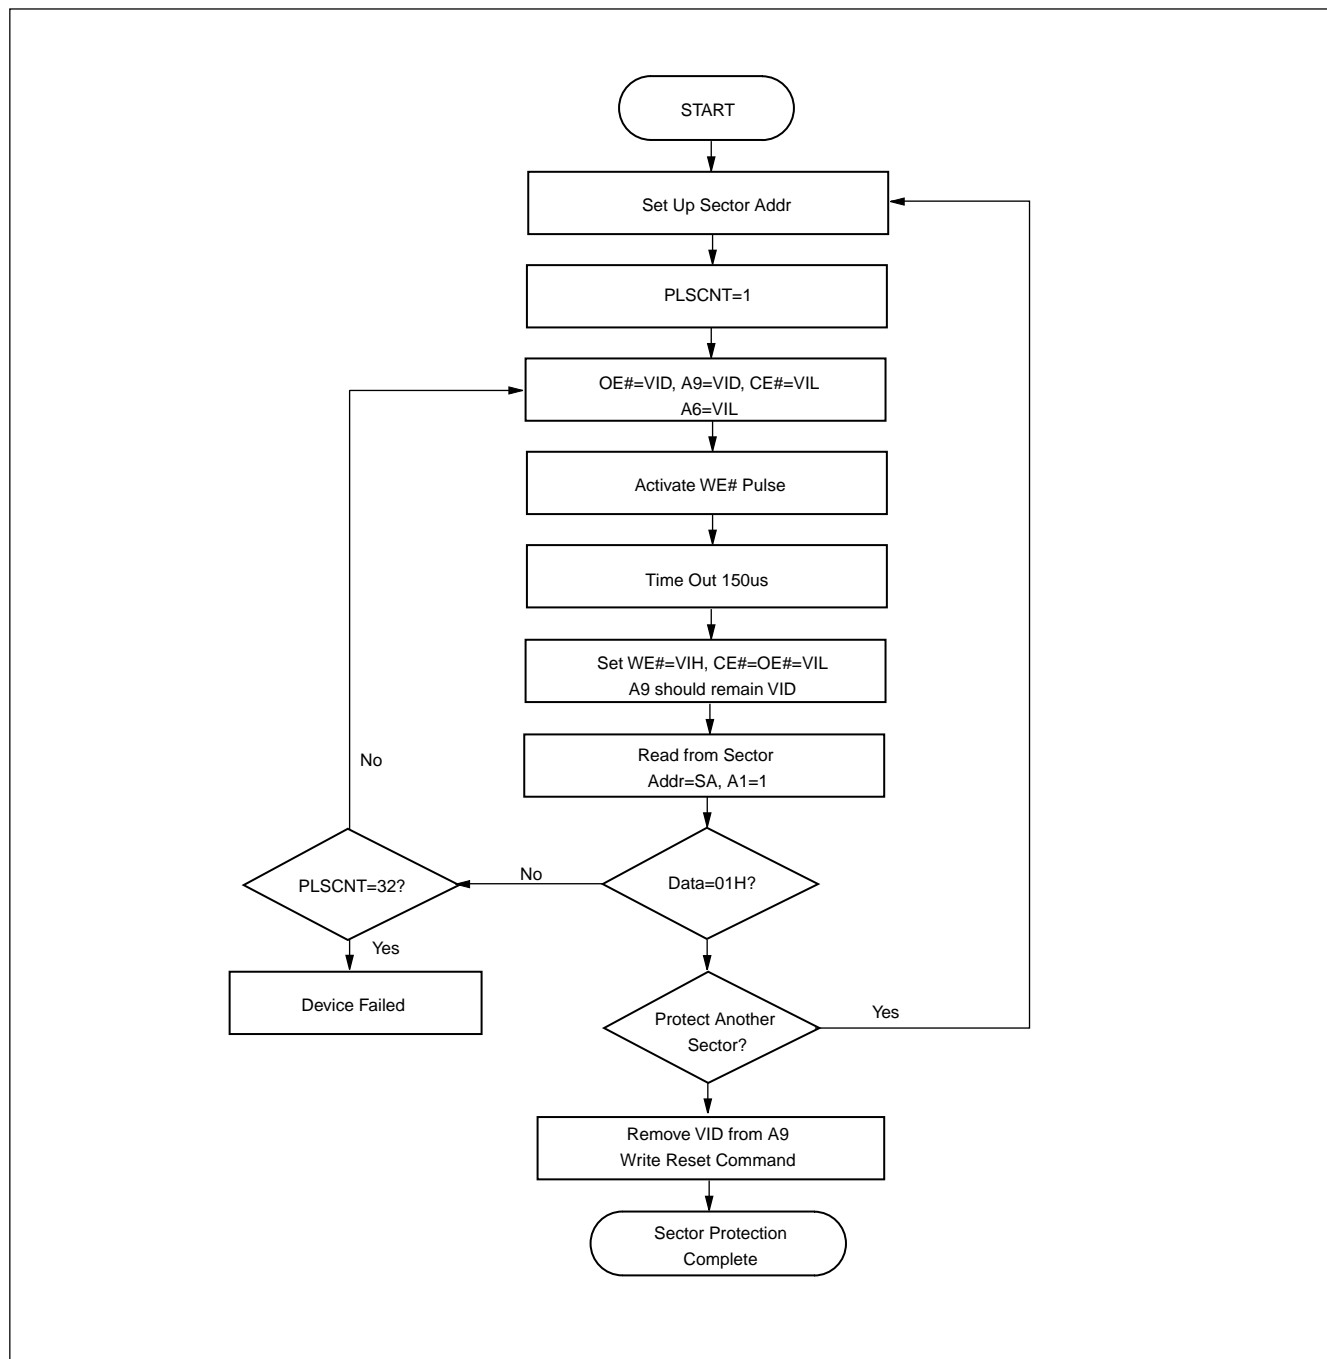 START
Set Up Sector Addr
PLSCNT=1
OE#=VID, A9=VID, CE#=VIL
A6=VIL
Activate WE# Pulse
Time Out 150us
Set WE#=VIH, CE#=OE#=VIL
A9 should remain VID
Read from Sector
Addr=SA, A1=1
No
PLSCNT=32?
No
Data=01H?
Yes
Device Failed
Protect Another
Sector?
Yes
Remove VID from A9
Write Reset Command
Sector Protection
Complete